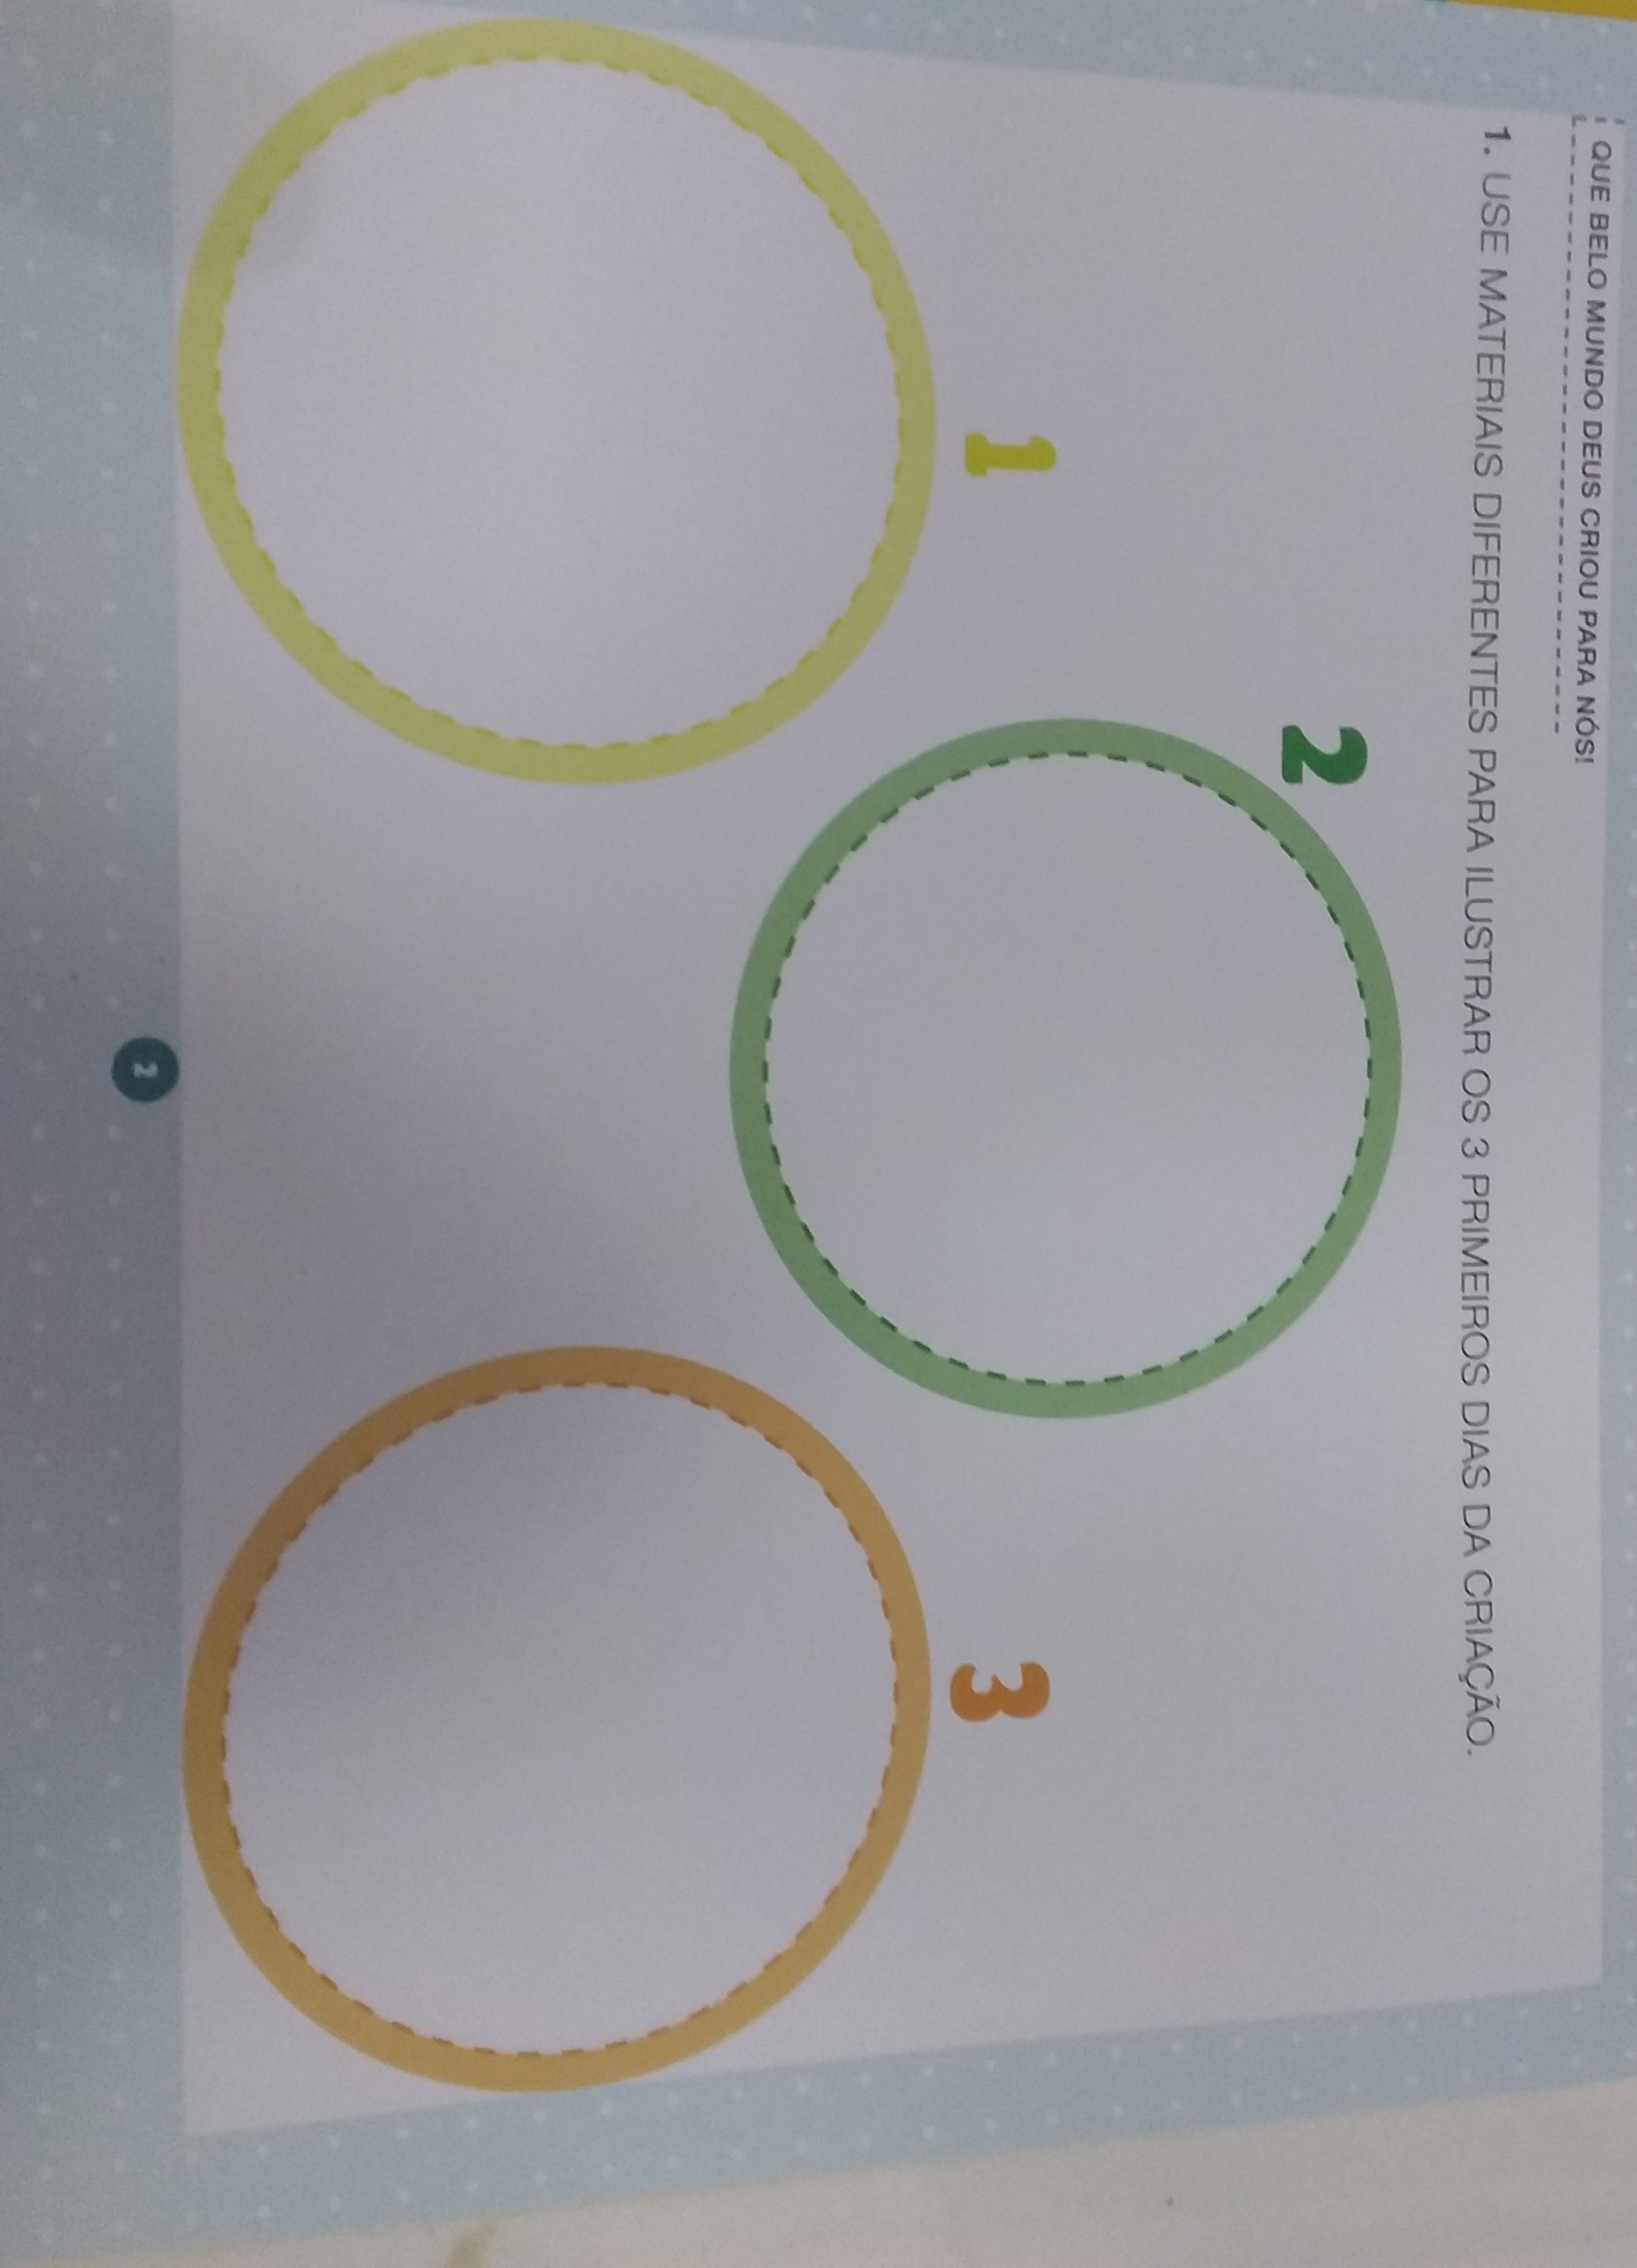 QUE BELO MUNDO DEUS CRIOU PARA NÓS!
1. USE MATERIAIS DIFERENTES PARA ILUSTRAR OS 3 PRIMEIROS DIAS DA CRIAÇÃO.
2
1
3
2